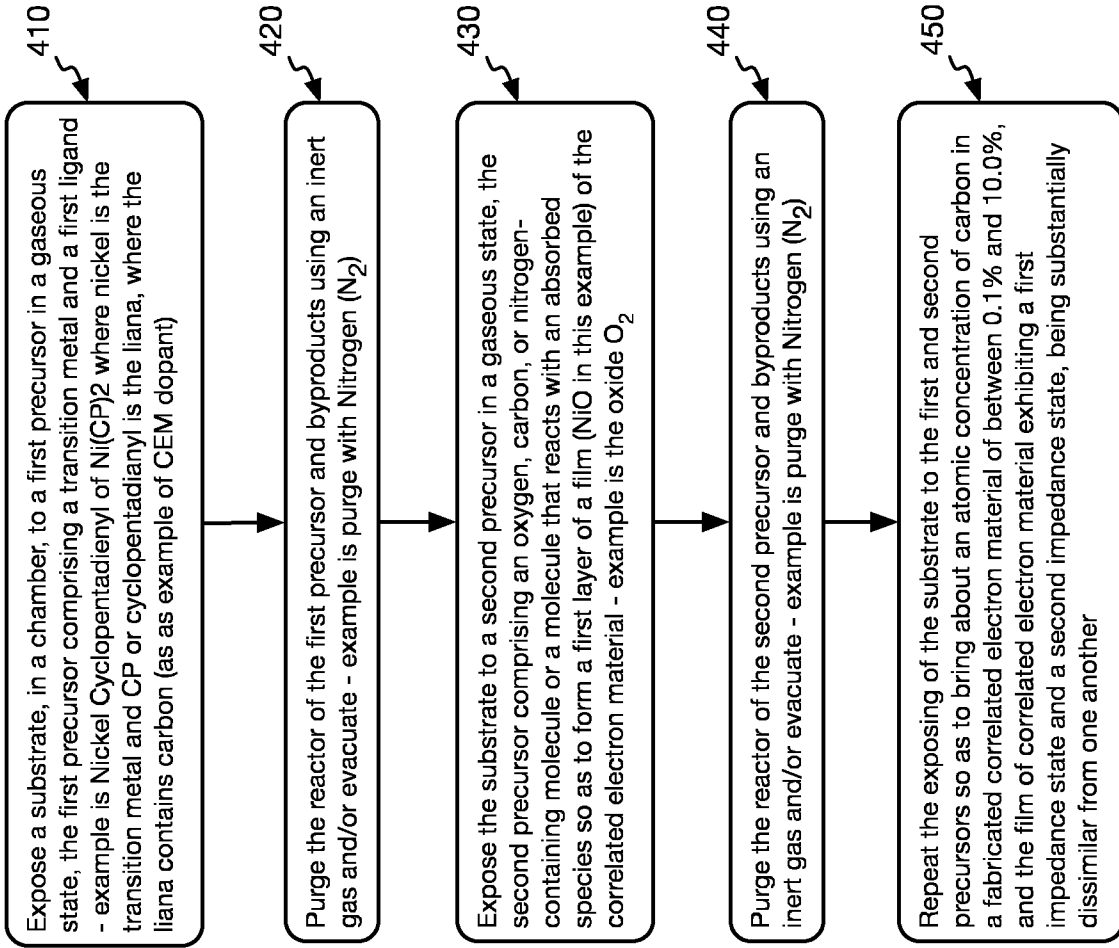 410
Expose a substrate, in a chamber, to a first precursor in a gaseous
state, the first precursor comprising a transition metal and a first ligand
- example is Nickel Cyclopentadienyl of Ni(CP)2 where nickel is the
transition metal and CP or cyclopentadianyl is the liana, where the
liana contains carbon (as as example of CEM dopant)
420
Purge the reactor of the first precursor and byproducts using an inert
gas and/or evacuate - example is purge with Nitrogen (N2)
430
Expose the substrate to a second precursor in a gaseous state, the
second precursor comprising an oxygen, carbon, or nitrogen-
containing molecule or a molecule that reacts with an absorbed
species so as to form a first layer of a film (NiO in this example) of the
correlated electron material - example is the oxide O2
440
Purge the reactor of the second precursor and byproducts using an
inert gas and/or evacuate - example is purge with Nitrogen (N2)
450
Repeat the exposing of the substrate to the first and second
precursors so as to bring about an atomic concentration of carbon in
a fabricated correlated electron material of between 0.1% and 10.0%,
and the film of correlated electron material exhibiting a first
impedance state and a second impedance state, being substantially
dissimilar from one another